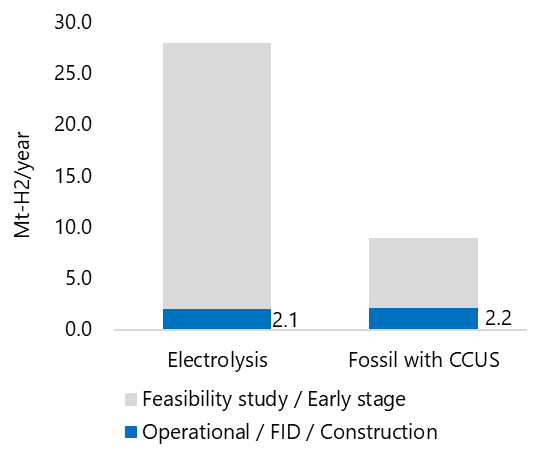 30.0
25.0
20.0
15.0
10.0
5.0
0.0
Mt-H2/year
2.1
2.2
Electrolysis
Fossil with CCUS
Feasibility study / Early stage
Operational / FID / Construction